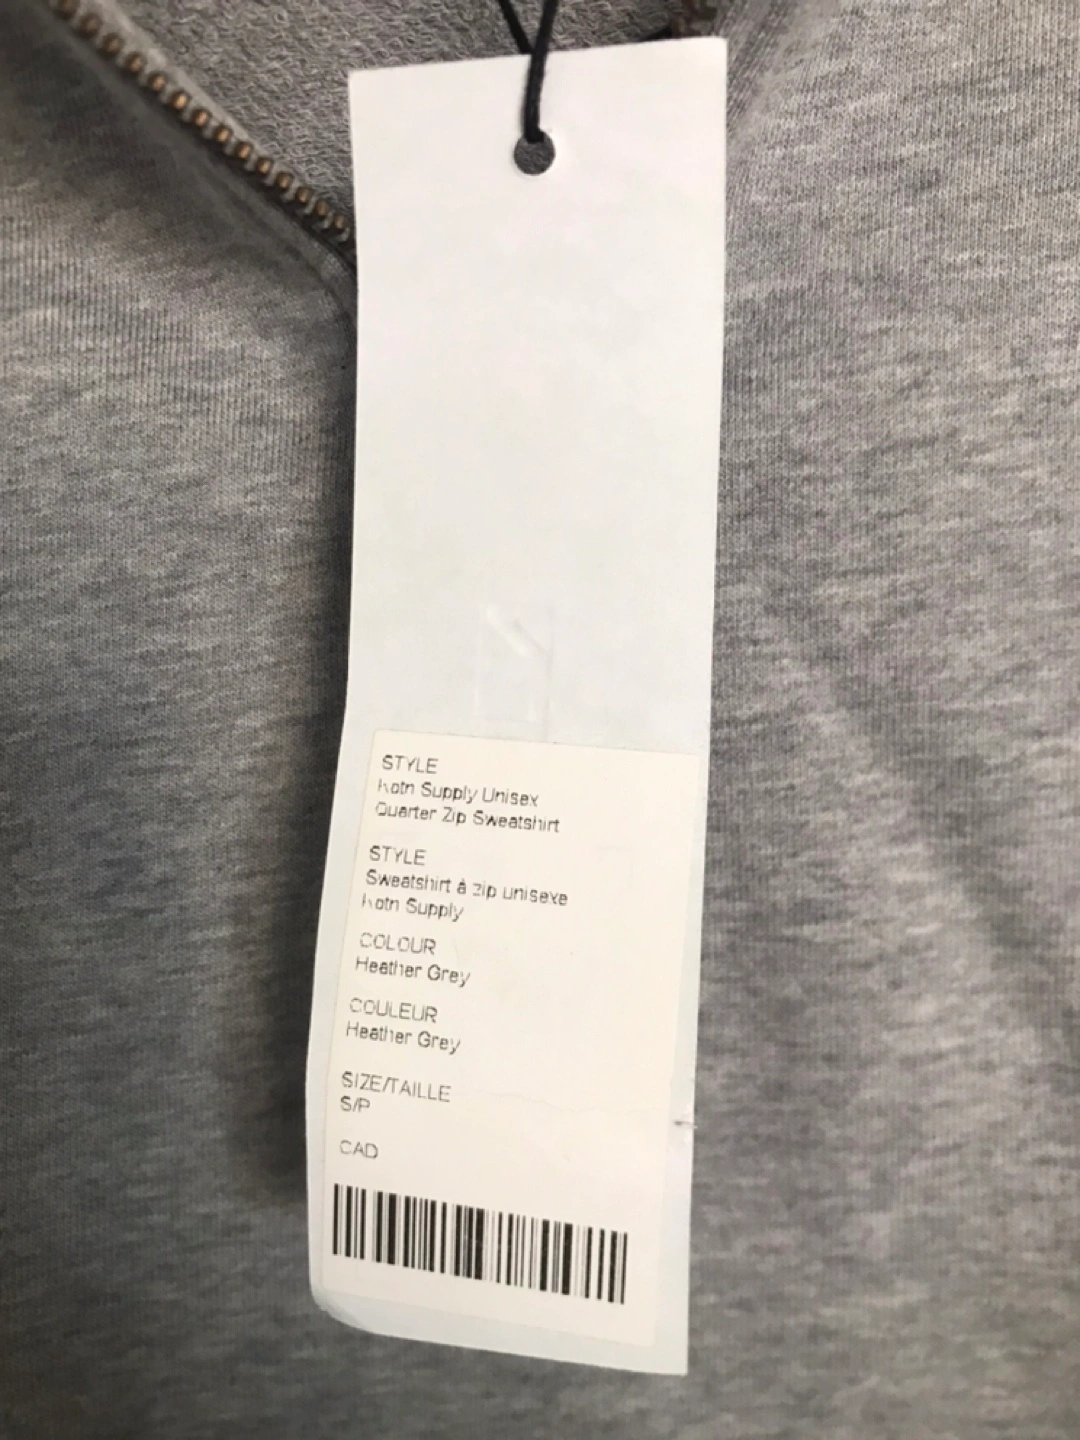 STYLE
Kotn Supply Unisex
Quarter Zip Sweatshirt
STYLE
Sweatshirt à zip unisexe
Kotn Supply
COLOUR
Heather Grey
COULEUR
Heather Grey
SIZE/TAILLE
S/P
CAD